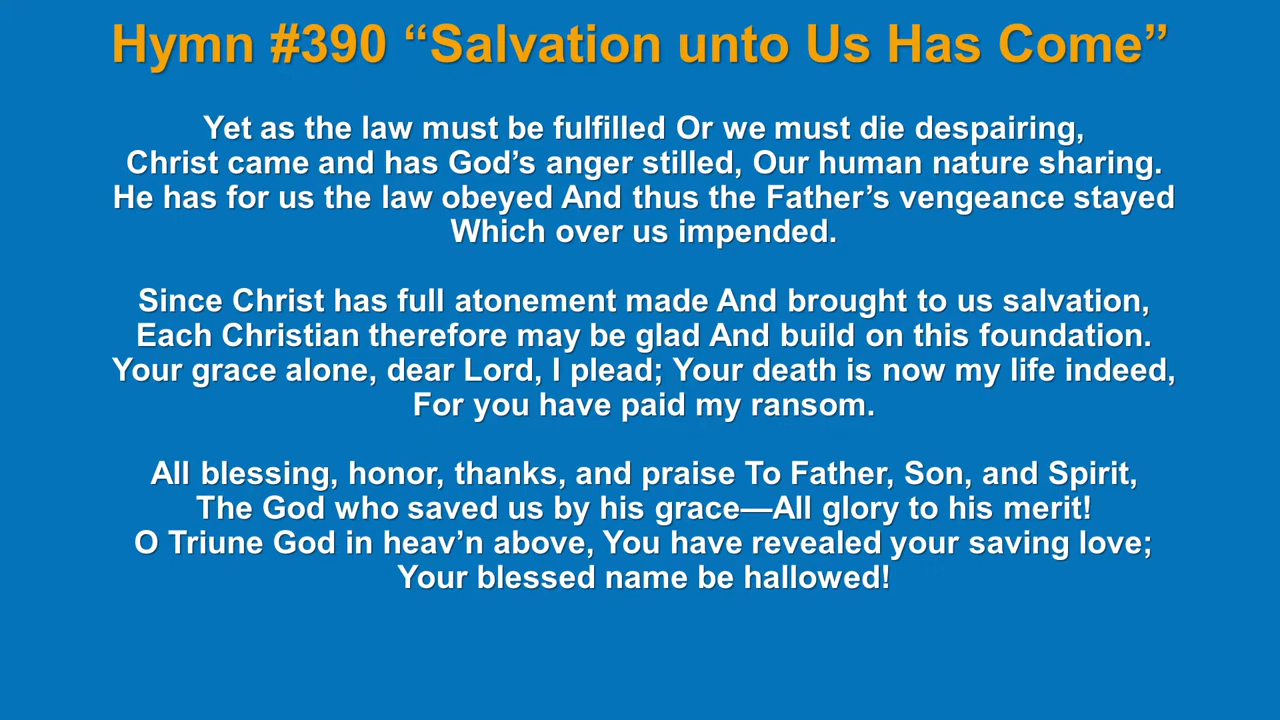 Hymn #390 “Salvation unto Us Has Come”
Yet as the law must be fulfilled Or we must die despairing,
Christ came and has God’s anger stilled, Our human nature sharing.
He has for us the law obeyed And thus the Father’s vengeance stayed
Which over us impended.
Since Christ has full atonement made And brought to us salvation,
Each Christian therefore may be glad And build on this foundation.
Your grace alone, dear Lord, I plead; Your death is now my life indeed,
For you have paid my ransom.
All blessing, honor, thanks, and praise To Father, Son, and Spirit,
The God who saved us by his grace—All glory to his merit!
O Triune God in heav’n above, You have revealed your saving love;
Your blessed name be hallowed!